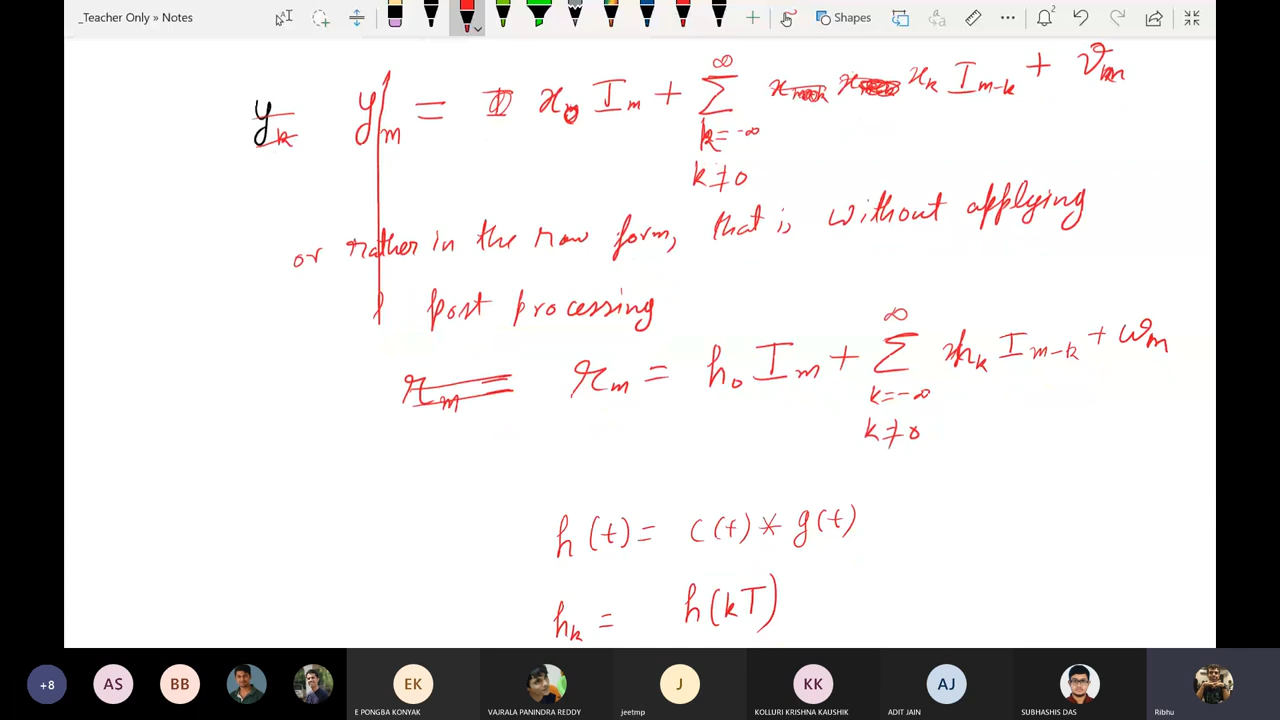 _Teacher Only » Notes
Shapes
y_k y_m = x_0 I_m + ∑_{k=-∞, k≠0}^{∞} x_k I_{m-k} + v_m
or rather in the raw form, that is without applying
post processing
r_m = r_m = h_0 I_m + ∑_{k=-∞, k≠0}^{∞} h_k I_{m-k} + w_m
h(t) = c(t) * g(t)
h_k = h(kT)
+8 AS BB EK J KK AJ
E PONGBA KONYAK VAJRALA PANINDRA REDDY jeetmp KOLLURI KRISHNA KAUSHIK ADIT JAIN SUBHASHIS DAS Ribhu